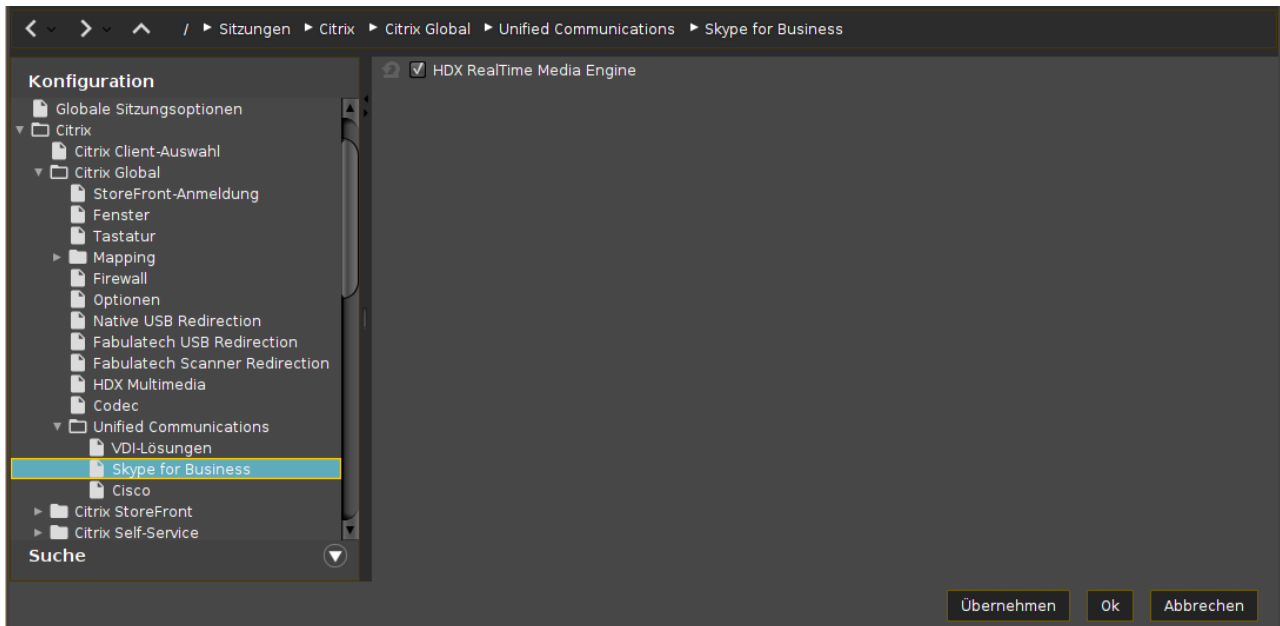 / Sitzungen Citrix Citrix Global Unified Communications Skype for Business
Konfiguration
Globale Sitzungsoptionen
Citrix
Citrix Client-Auswahl
Citrix Global
StoreFront-Anmeldung
Fenster
Tastatur
Mapping
Firewall
Optionen
Native USB Redirection
Fabulatech USB Redirection
Fabulatech Scanner Redirection
HDX Multimedia
Codec
Unified Communications
VDI-Lösungen
Skype for Business
Cisco
Citrix StoreFront
Citrix Self-Service
Suche
HDX RealTime Media Engine
Übernehmen Ok Abbrechen